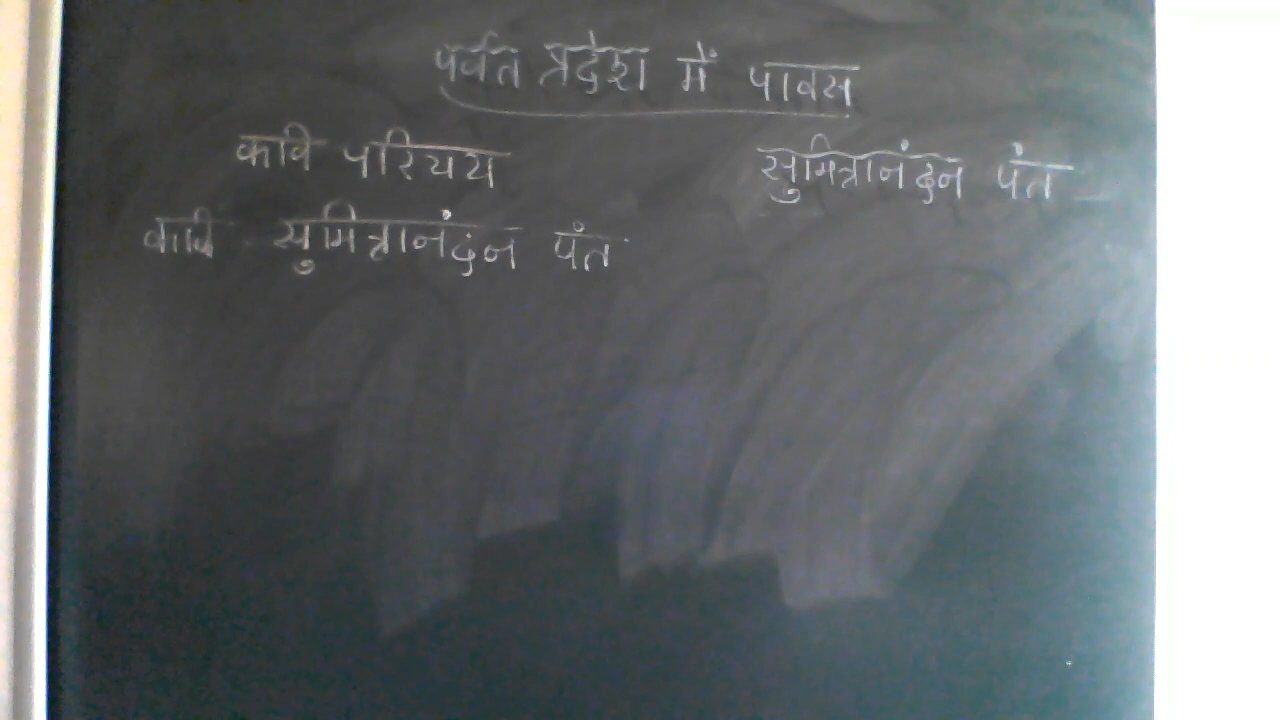 पर्वत प्रदेश में पावस
कवि परिचय सुमित्रानंदन पंत
कवि सुमित्रानंदन पंत